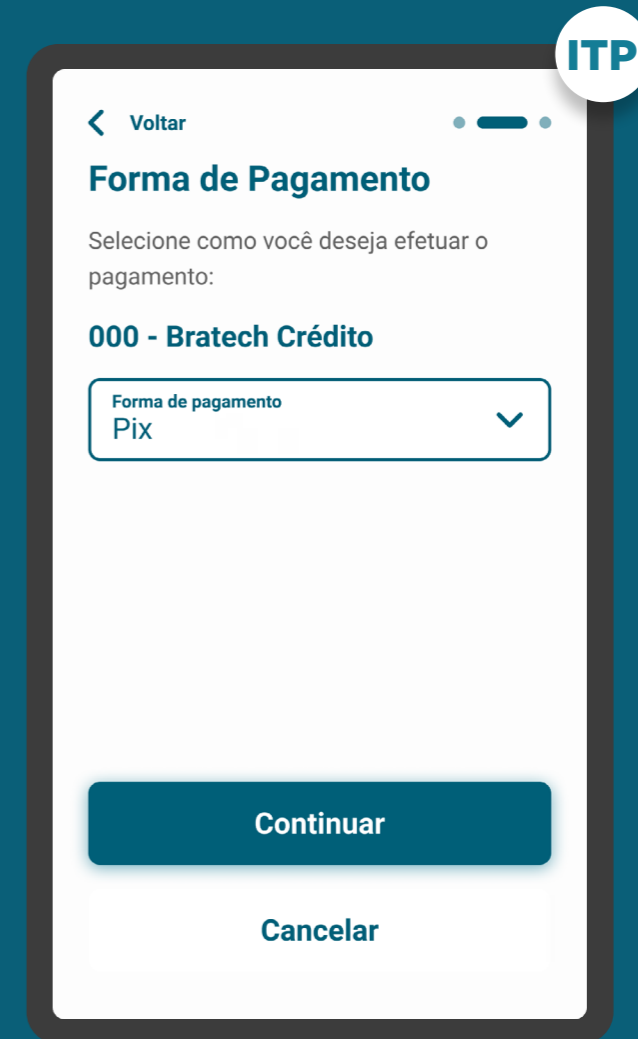 ITP
Voltar
Forma de Pagamento
Selecione como você deseja efetuar o
pagamento:
000 - Bratech Crédito
Forma de pagamento
Pix
Continuar
Cancelar